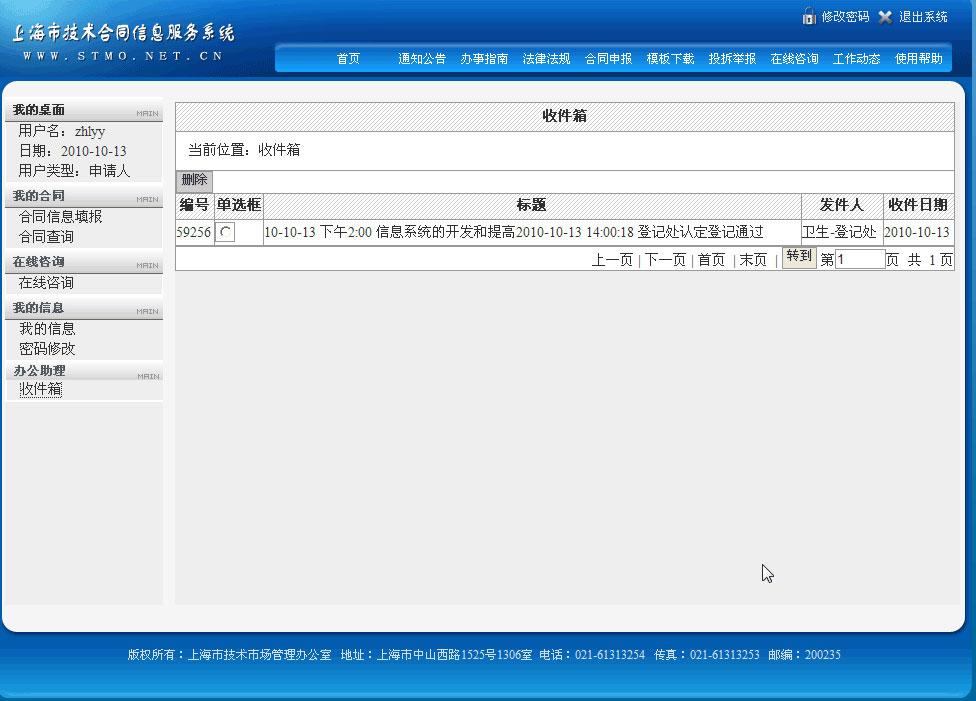 修改密码 退出系统
上海市技术合同信息服务系统
WWW.STMO.NET.CN
首页 通知公告 办事指南 法律法规 合同申报 模板下载 投拆举报 在线咨询 工作动态 使用帮助
我的桌面 MAIN
用户名：zhlyy
日期：2010-10-13
用户类型：申请人
我的合同 MAIN
合同信息填报
合同查询
在线咨询 MAIN
在线咨询
我的信息 MAIN
我的信息
密码修改
办公助理 MAIN
收件箱
收件箱
当前位置：收件箱
删除
编号 单选框 标题 发件人 收件日期
59256 10-10-13 下午2:00 信息系统的开发和提高2010-10-13 14:00:18 登记处认定登记通过 卫生-登记处 2010-10-13
上一页 | 下一页 | 首页 | 末页 | 转到 第1页 共 1 页
版权所有：上海市技术市场管理办公室 地址：上海市中山西路1525号1306室 电话：021-61313254 传真：021-61313253 邮编：200235